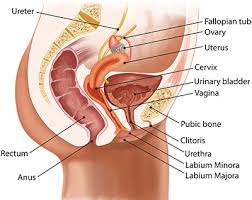 Ureter
Fallopian tub
Ovary
Uterus
Cervix
Urinary bladder
Vagina
Pubic bone
Clitoris
Urethra
Labium Minora
Labium Majora
Rectum
Anus